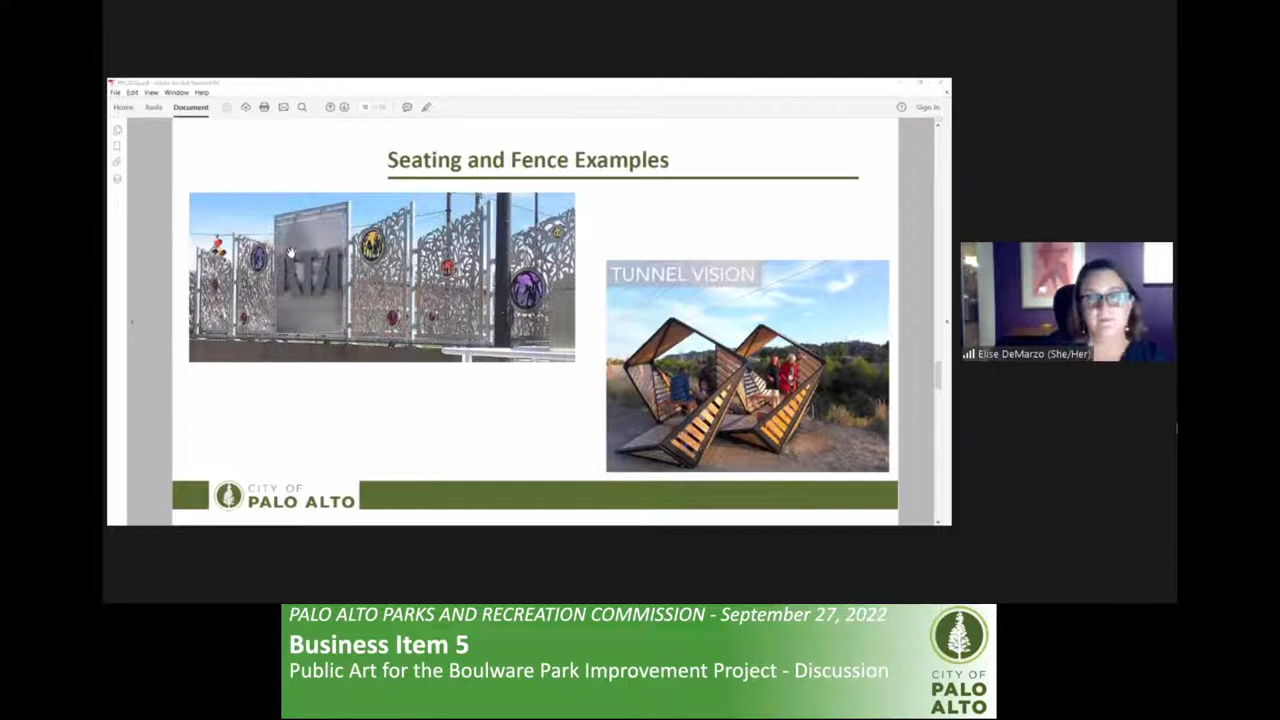 File Edit View Window Help
Home Tools Document
Sign In
Seating and Fence Examples
TUNNEL VISION
CITY OF
PALO ALTO
Elise DeMarzo (She/Her)
PALO ALTO PARKS AND RECREATION COMMISSION - September 27, 2022
Business Item 5
Public Art for the Boulware Park Improvement Project - Discussion
CITY OF
PALO
ALTO